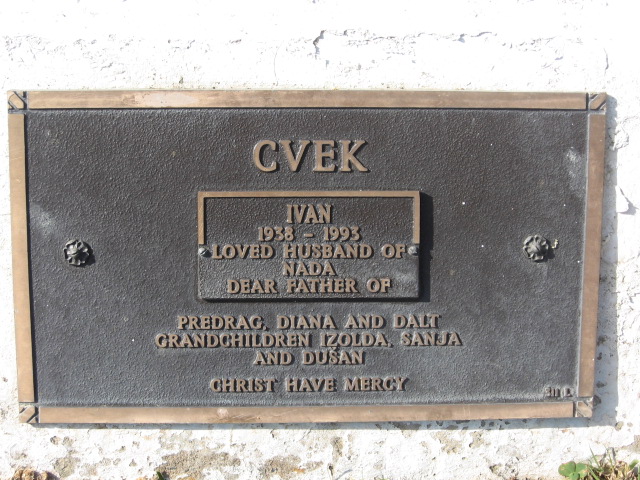 CVEK
IVAN
1938 – 1993
LOVED HUSBAND OF
NADA
DEAR FATHER OF
PREDRAG, DIANA AND DALT
GRANDCHILDREN IZOLDA, SANJA
AND DUŠAN
CHRIST HAVE MERCY